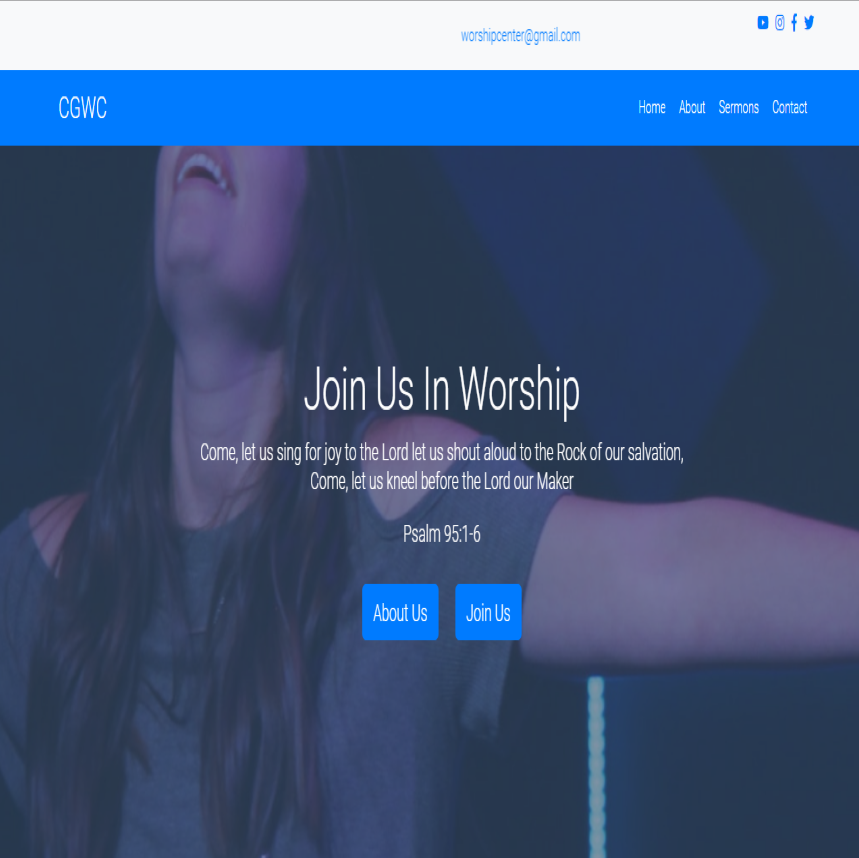 worshipcenter@gmail.com
CGWC
Home About Sermons Contact
Join Us In Worship
Come, let us sing for joy to the Lord let us shout aloud to the Rock of our salvation,
Come, let us kneel before the Lord our Maker
Psalm 95:1-6
About Us Join Us